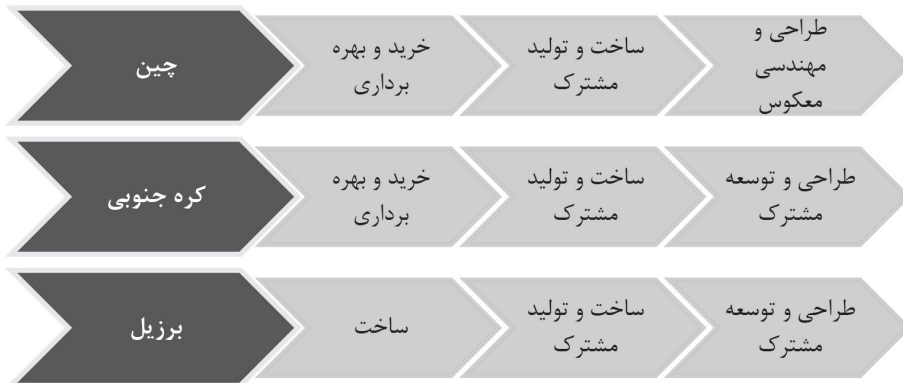 چین
خرید و بهره
برداری
ساخت و تولید
مشترک
طراحی و
مهندسی
معکوس
کره جنوبی
خرید و بهره
برداری
ساخت و تولید
مشترک
طراحی و توسعه
مشترک
برزیل
ساخت
ساخت و تولید
مشترک
طراحی و توسعه
مشترک